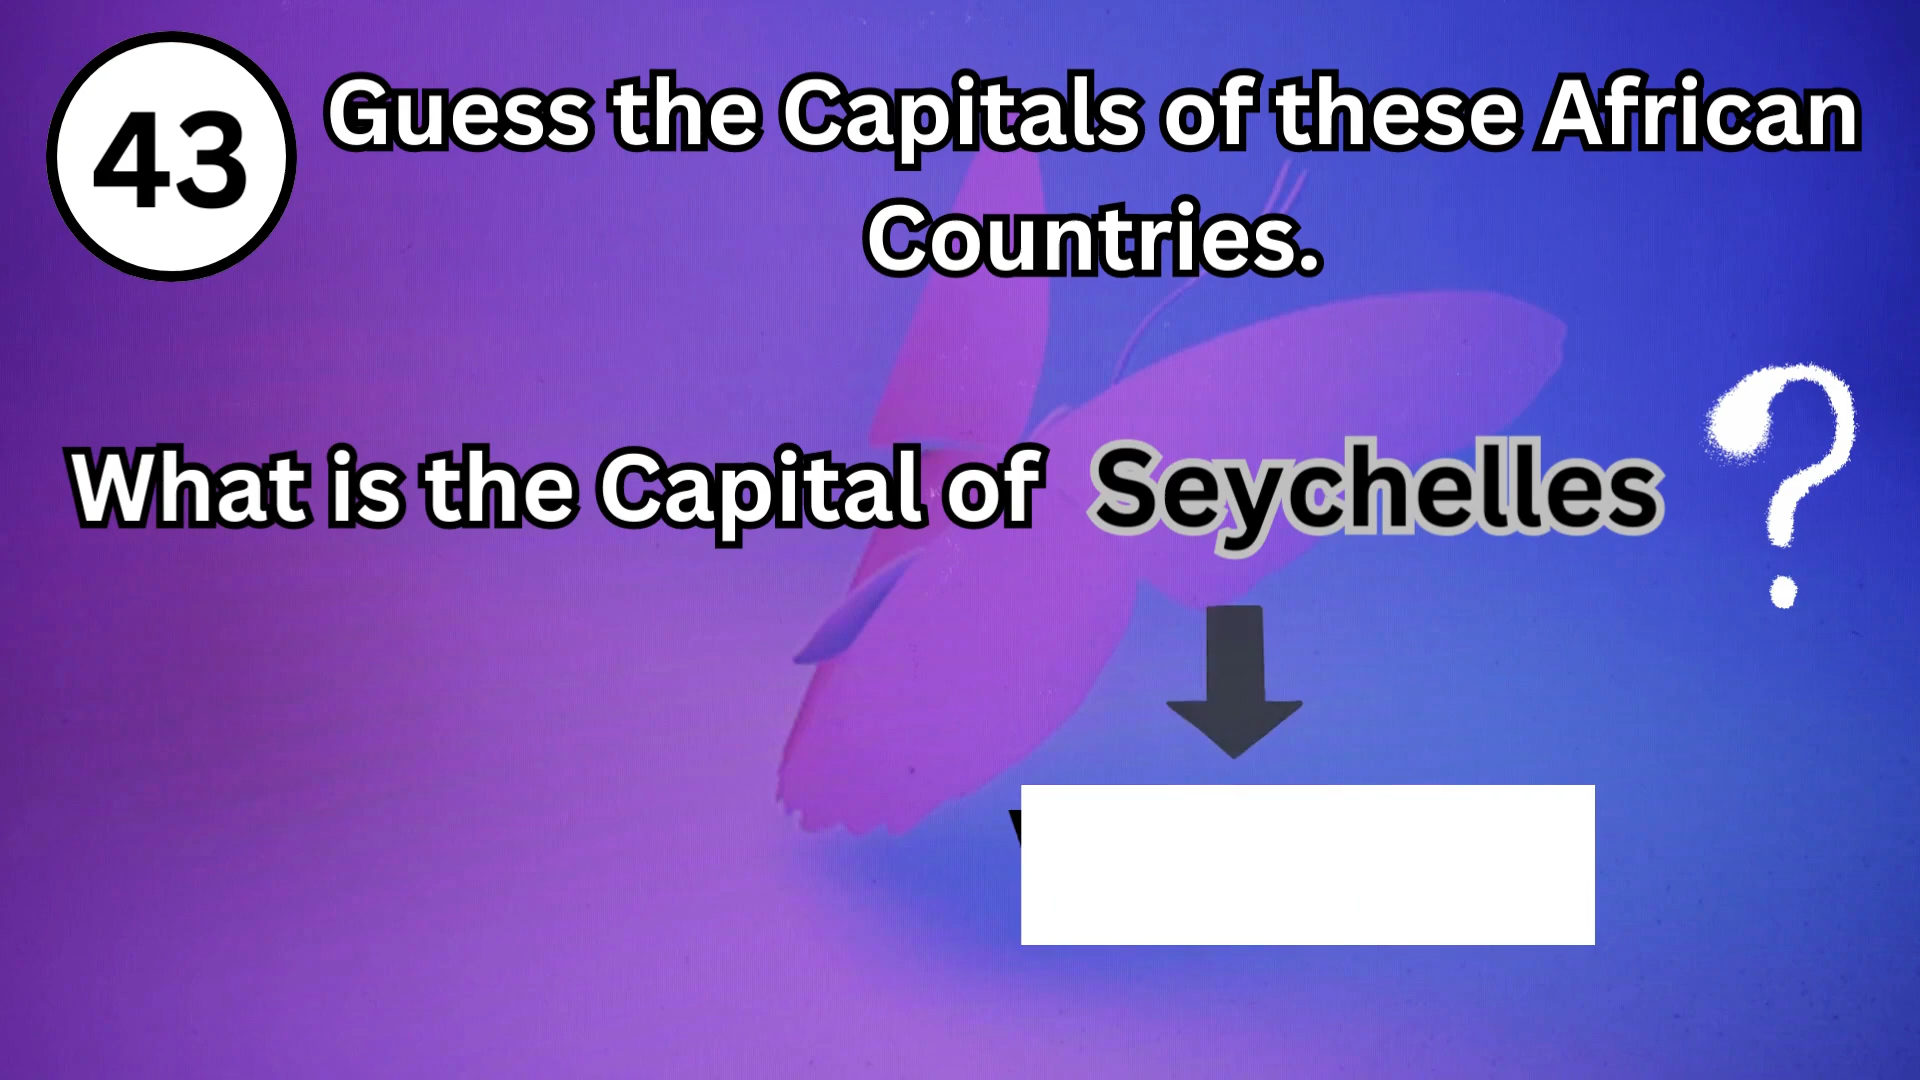 43
Guess the Capitals of these African
Countries.
What is the Capital of Seychelles ?